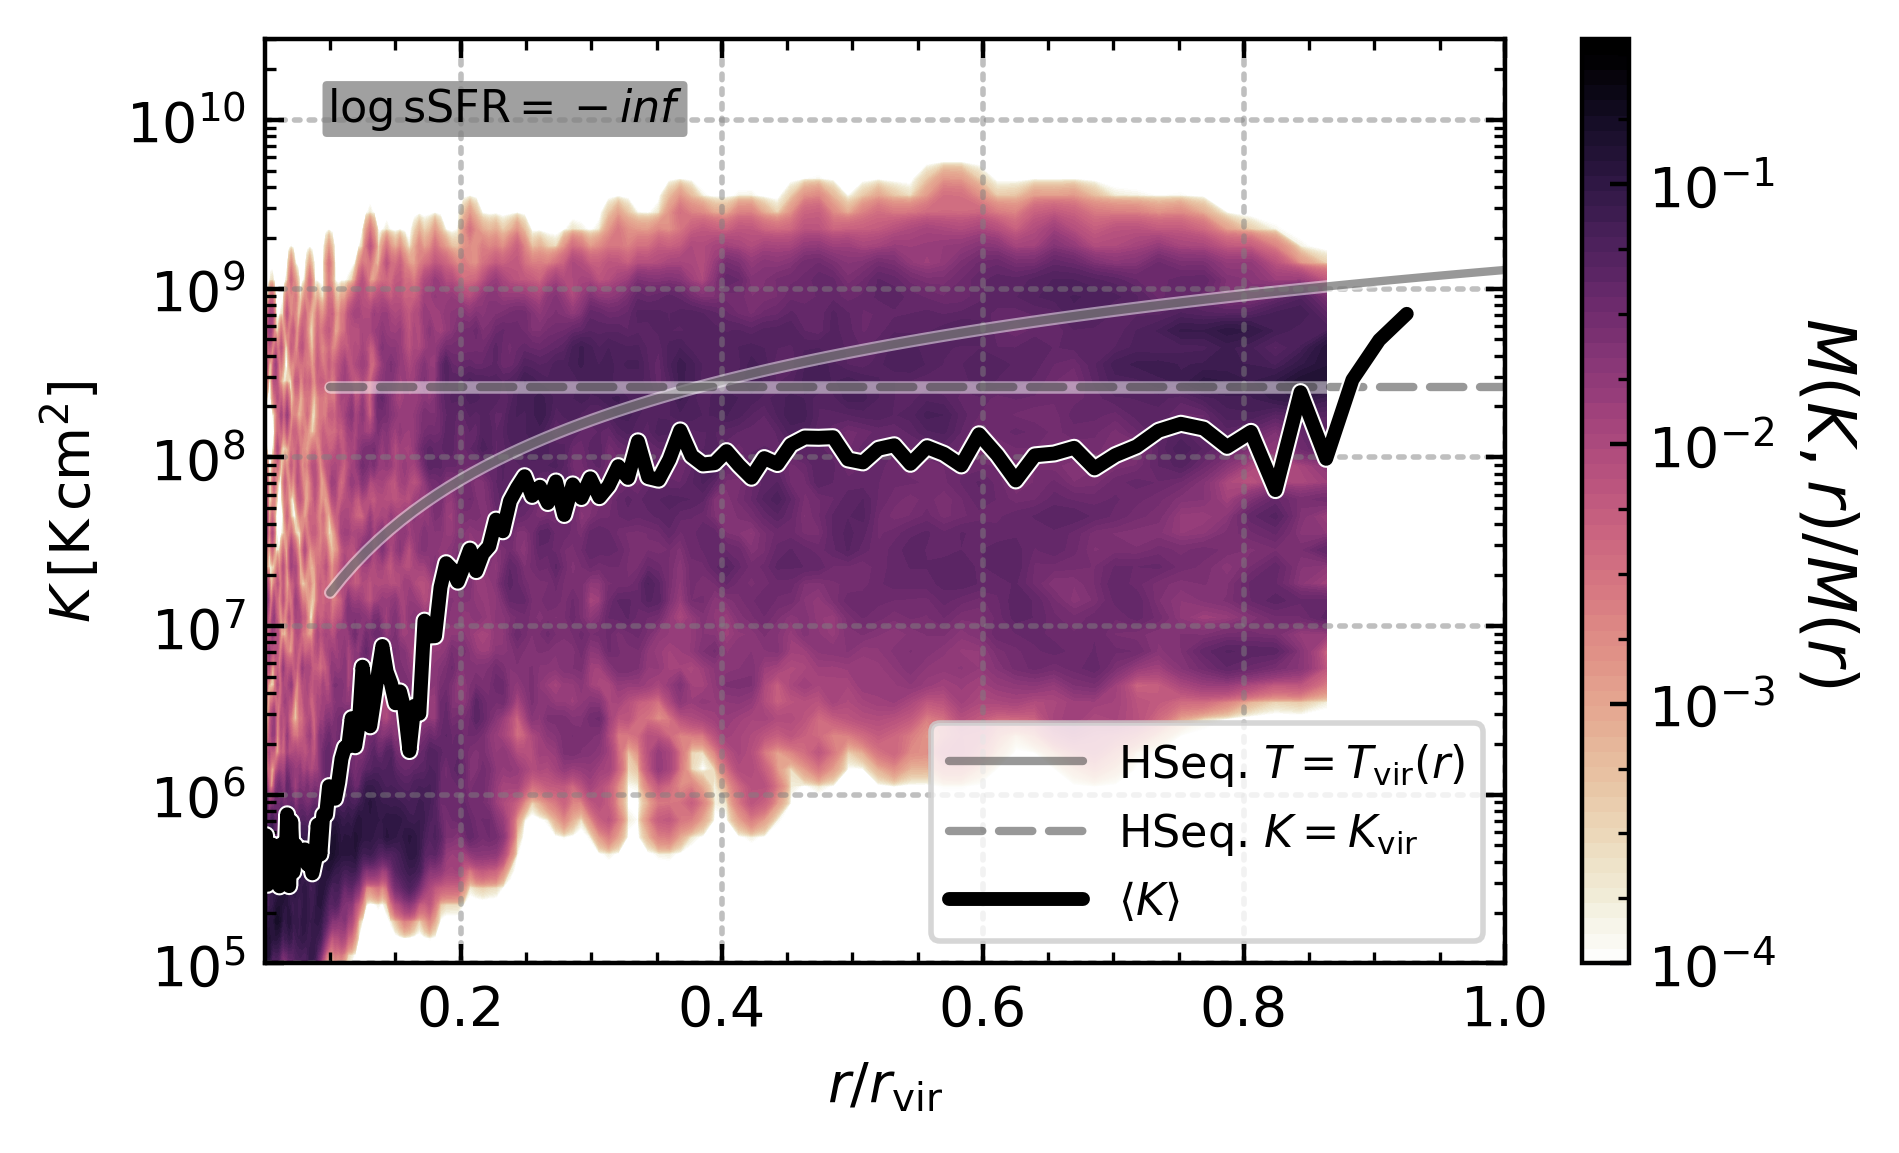 log sSFR = − inf
10^10
10^9
10^8
10^7
10^6
10^5
K [K cm^2]
0.2 0.4 0.6 0.8 1.0
r/r_vir
HSeq. T = T_vir(r)
HSeq. K = K_vir
⟨K⟩
10^−1
10^−2
10^−3
10^−4
M(K, r)/M(r)